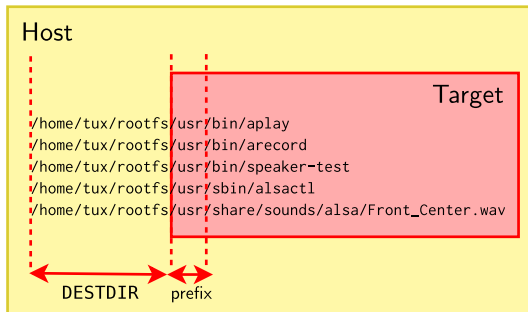 Host
Target
/home/tux/rootfs/usr/bin/aplay
/home/tux/rootfs/usr/bin/arecord
/home/tux/rootfs/usr/bin/speaker-test
/home/tux/rootfs/usr/sbin/alsactl
/home/tux/rootfs/usr/share/sounds/alsa/Front_Center.wav
DESTDIR
prefix